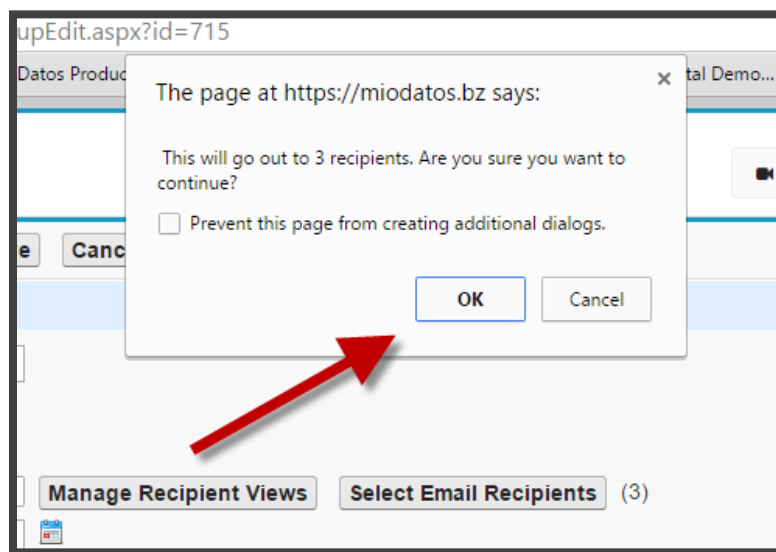 upEdit.aspx?id=715
Datos Produc
tal Demo...
The page at https://miodatos.bz says:
This will go out to 3 recipients. Are you sure you want to
continue?
Prevent this page from creating additional dialogs.
OK Cancel
e Canc
Manage Recipient Views Select Email Recipients (3)